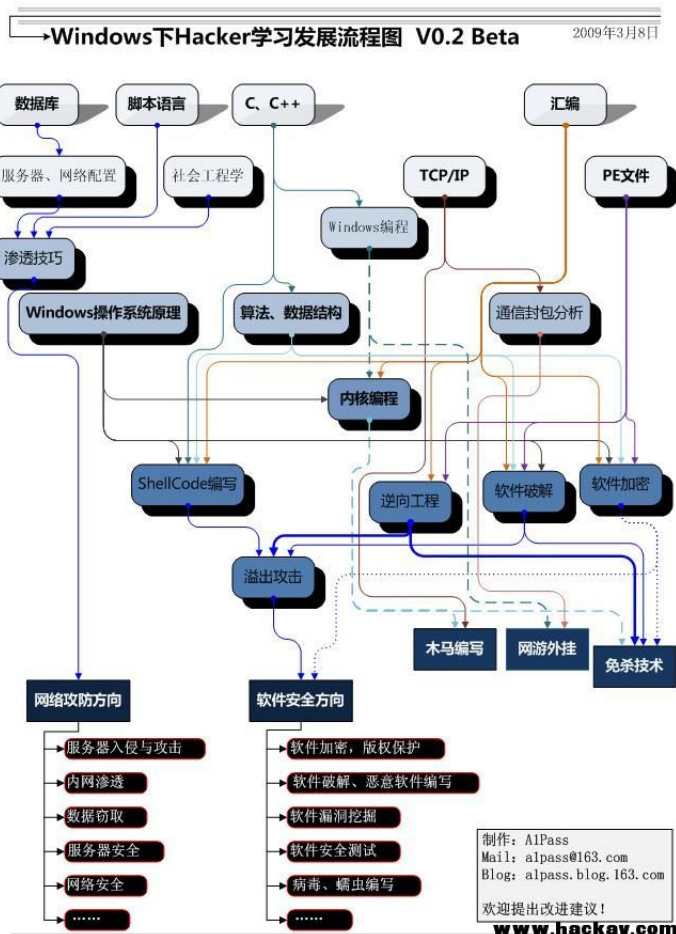 Windows下Hacker学习发展流程图 V0.2 Beta
2009年3月8日
数据库
脚本语言
C、C++
汇编
服务器、网络配置
社会工程学
TCP/IP
PE文件
Windows编程
渗透技巧
Windows操作系统原理
算法、数据结构
通信封包分析
内核编程
ShellCode编写
逆向工程
软件破解
软件加密
溢出攻击
木马编写
网游外挂
免杀技术
网络攻防方向
软件安全方向
服务器入侵与攻击
内网渗透
数据窃取
服务器安全
网络安全
……
软件加密，版权保护
软件破解、恶意软件编写
软件漏洞挖掘
软件安全测试
病毒、蠕虫编写
……
制作：A1Pass
Mail：a1pass@163.com
Blog：a1pass.blog.163.com
欢迎提出改进建议！
www.hackav.com